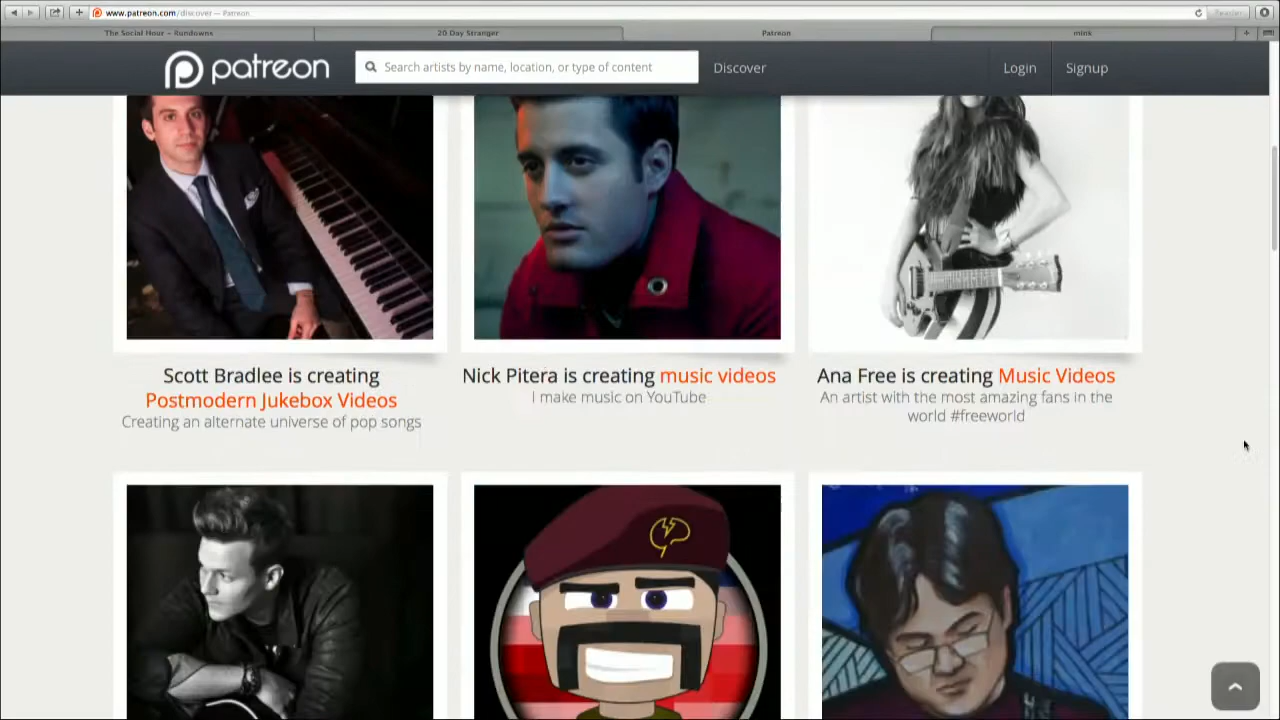 www.patreon.com/discover — Patreon
Reader
The Social Hour – Rundowns
20 Day Stranger
Patreon
mink
patreon
Search artists by name, location, or type of content
Discover
Login
Signup
Scott Bradlee is creating
Postmodern Jukebox Videos
Creating an alternate universe of pop songs
Nick Pitera is creating music videos
I make music on YouTube
Ana Free is creating Music Videos
An artist with the most amazing fans in the
world #freeworld